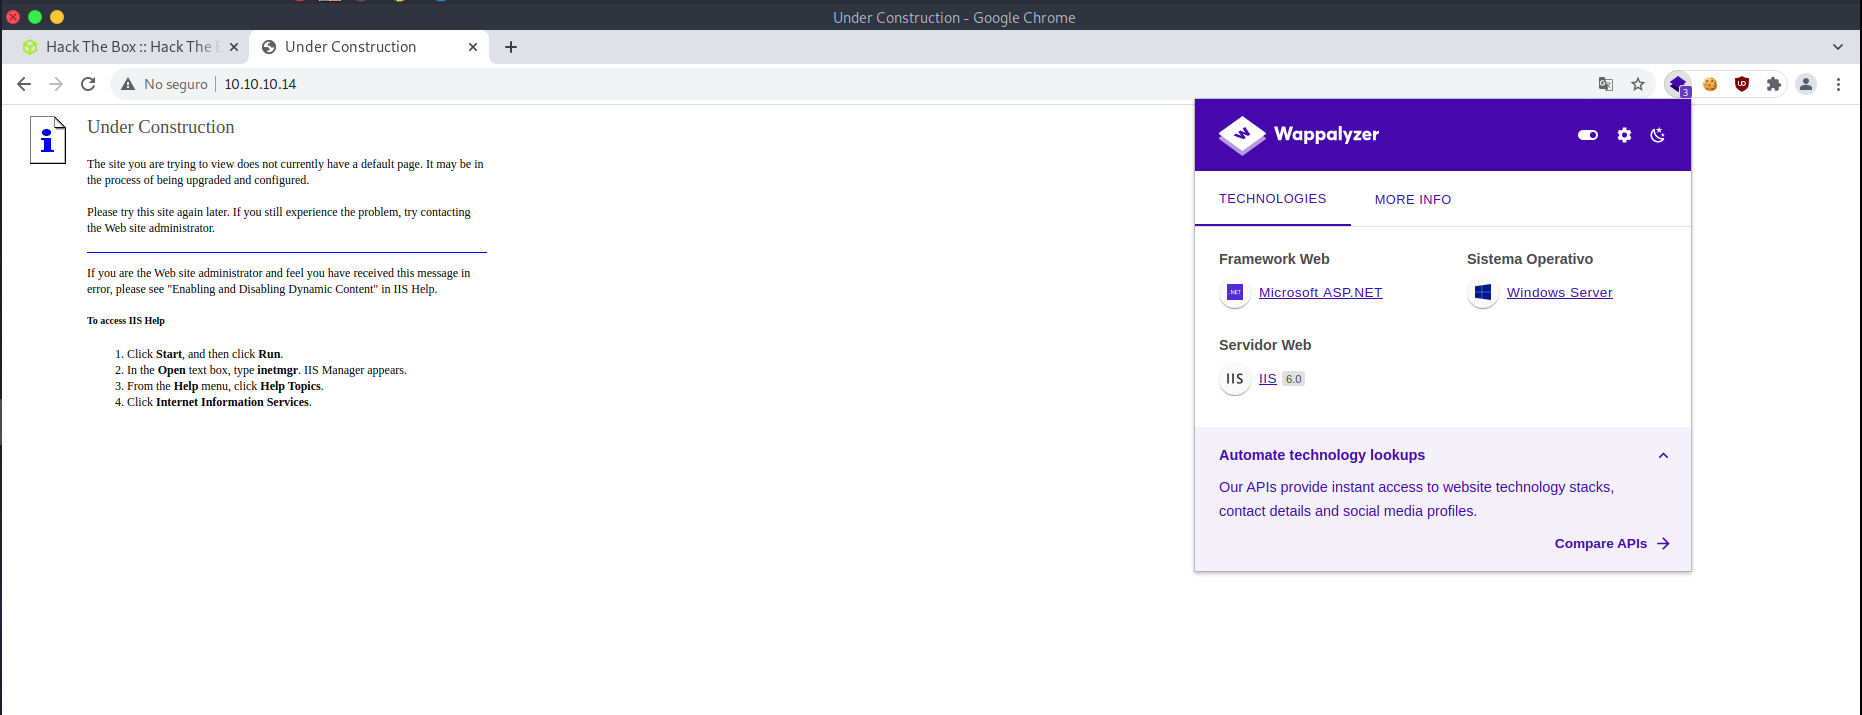 Under Construction - Google Chrome
Hack The Box :: Hack The
Under Construction
No seguro
10.10.10.14
3
Under Construction
The site you are trying to view does not currently have a default page. It may be in
the process of being upgraded and configured.
Please try this site again later. If you still experience the problem, try contacting
the Web site administrator.
If you are the Web site administrator and feel you have received this message in
error, please see "Enabling and Disabling Dynamic Content" in IIS Help.
To access IIS Help
1. Click Start, and then click Run.
2. In the Open text box, type inetmgr. IIS Manager appears.
3. From the Help menu, click Help Topics.
4. Click Internet Information Services.
Wappalyzer
TECHNOLOGIES
MORE INFO
Framework Web
.NET
Microsoft ASP.NET
Sistema Operativo
Windows Server
Servidor Web
IIS
IIS 6.0
Automate technology lookups
Our APIs provide instant access to website technology stacks,
contact details and social media profiles.
Compare APIs